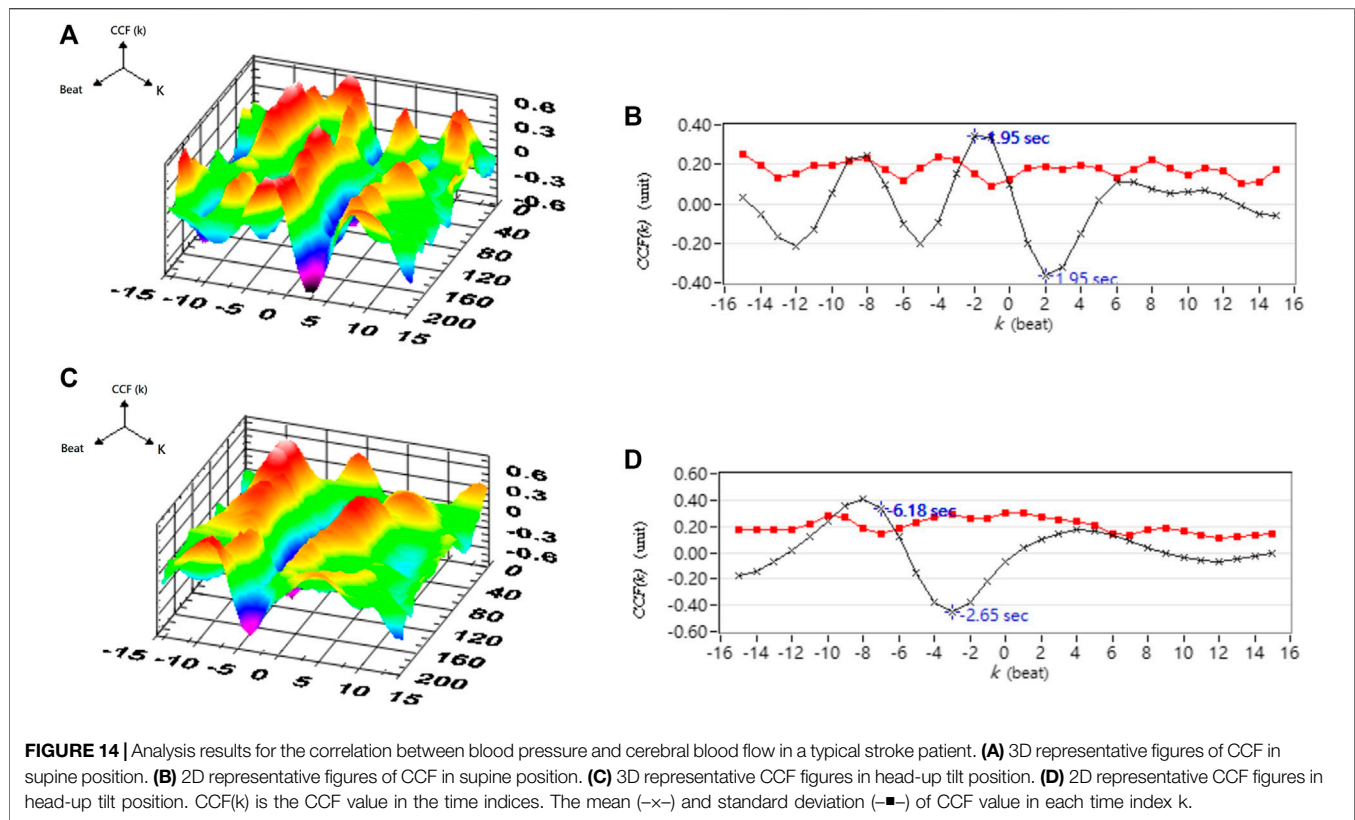 A
CCF (k)
Beat
K
0.6
0.3
0
-0.3
-0.6
0
40
80
120
160
200
-15 -10 -5 0 5 10 15
B
0.40
0.20
0.00
-0.20
-0.40
CCF(k) (unit)
-1.95 sec
1.95 sec
-16 -14 -12 -10 -8 -6 -4 -2 0 2 4 6 8 10 12 14 16
k (beat)
C
CCF (k)
Beat
K
0.6
0.3
0
-0.3
-0.6
0
40
80
120
160
200
-15 -10 -5 0 5 10 15
D
0.60
0.40
0.20
0.00
-0.20
-0.40
-0.60
CCF(k) (unit)
-6.18 sec
-2.65 sec
-16 -14 -12 -10 -8 -6 -4 -2 0 2 4 6 8 10 12 14 16
k (beat)
FIGURE 14 | Analysis results for the correlation between blood pressure and cerebral blood flow in a typical stroke patient. (A) 3D representative figures of CCF in
supine position. (B) 2D representative figures of CCF in supine position. (C) 3D representative CCF figures in head-up tilt position. (D) 2D representative CCF figures in
head-up tilt position. CCF(k) is the CCF value in the time indices. The mean (–×–) and standard deviation (–■–) of CCF value in each time index k.